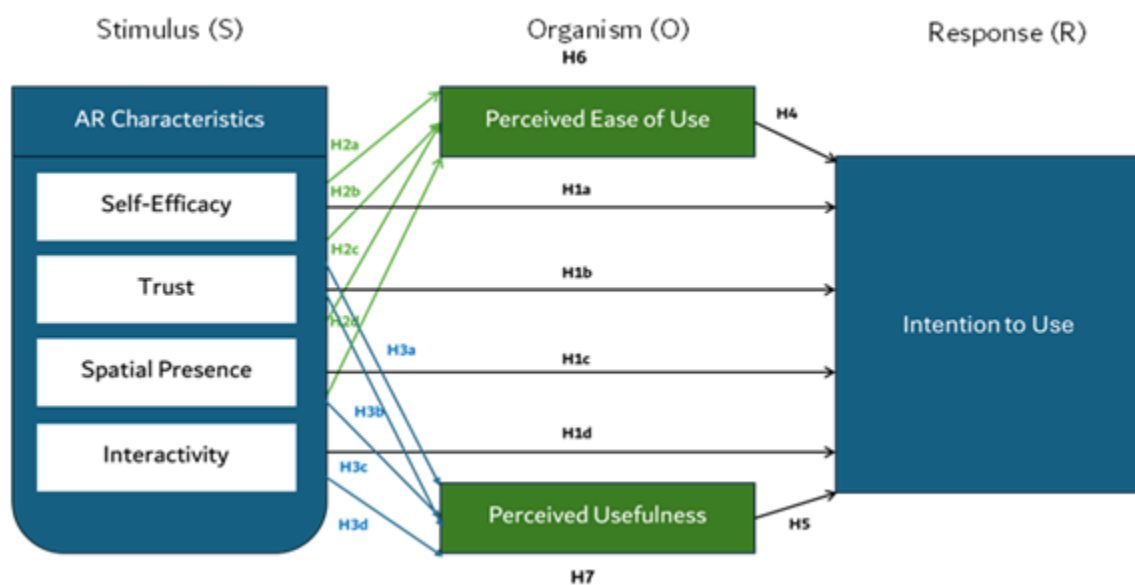 Stimulus (S)
Organism (O)
Response (R)
H6
AR Characteristics
Perceived Ease of Use
H4
H2a
Self-Efficacy
H2b
H1a
H2c
Trust
H1b
H2d
H3a
Intention to Use
Spatial Presence
H1c
H3b
Interactivity
H1d
H3c
H3d
Perceived Usefulness
H5
H7